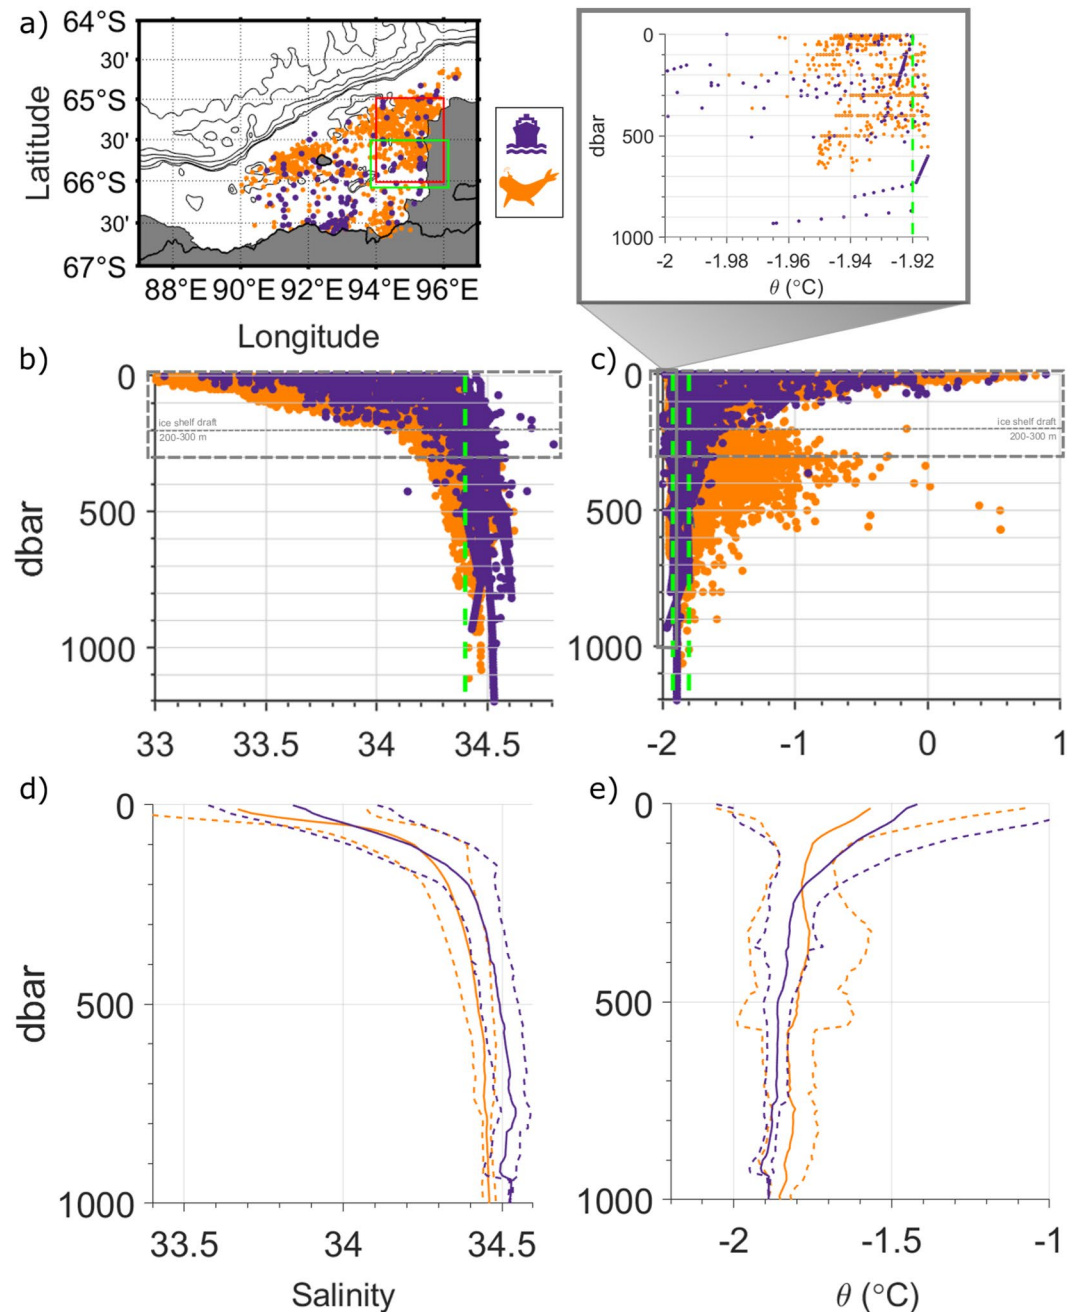 a)
64°S
30'
65°S
30'
66°S
30'
67°S
Latitude
88°E 90°E 92°E 94°E 96°E
Longitude
0
500
1000
dbar
-2 -1.98 -1.96 -1.94 -1.92
θ (°C)
b)
0
500
1000
dbar
ice shelf draft
200-300 m
33 33.5 34 34.5
c)
0
500
1000
ice shelf draft
200-300 m
-2 -1 0 1
d)
0
500
1000
dbar
33.5 34 34.5
Salinity
e)
0
500
1000
-2 -1.5 -1
θ (°C)